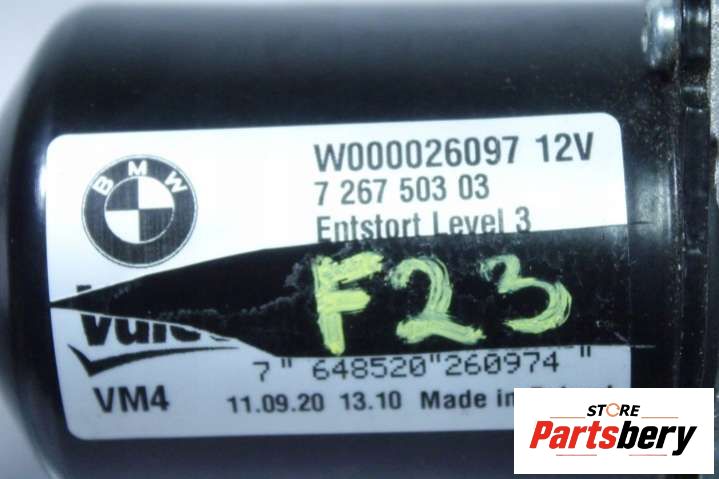 BMW
W000026097 12V
7 267 503 03
Entstort Level 3
F23
7" 648520"260974"
VM4
11.09.20 13.10 Made in
STORE
Partsbery